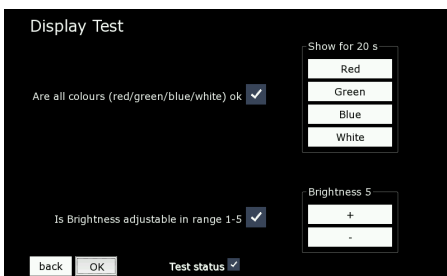 Display Test
Show for 20 s
Red
Are all colours (red/green/blue/white) ok
Green
Blue
White
Brightness 5
Is Brightness adjustable in range 1-5
+
-
back
OK
Test status